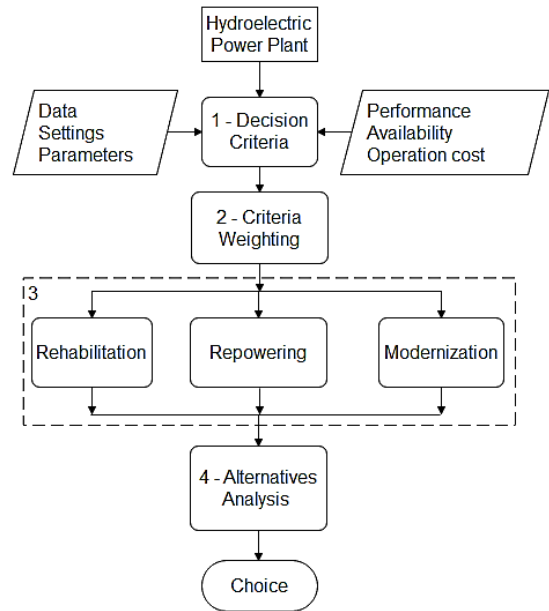 Hydroelectric
Power Plant
Data
Settings
Parameters
1 - Decision
Criteria
Performance
Availability
Operation cost
2 - Criteria
Weighting
3
Rehabilitation
Repowering
Modernization
4 - Alternatives
Analysis
Choice